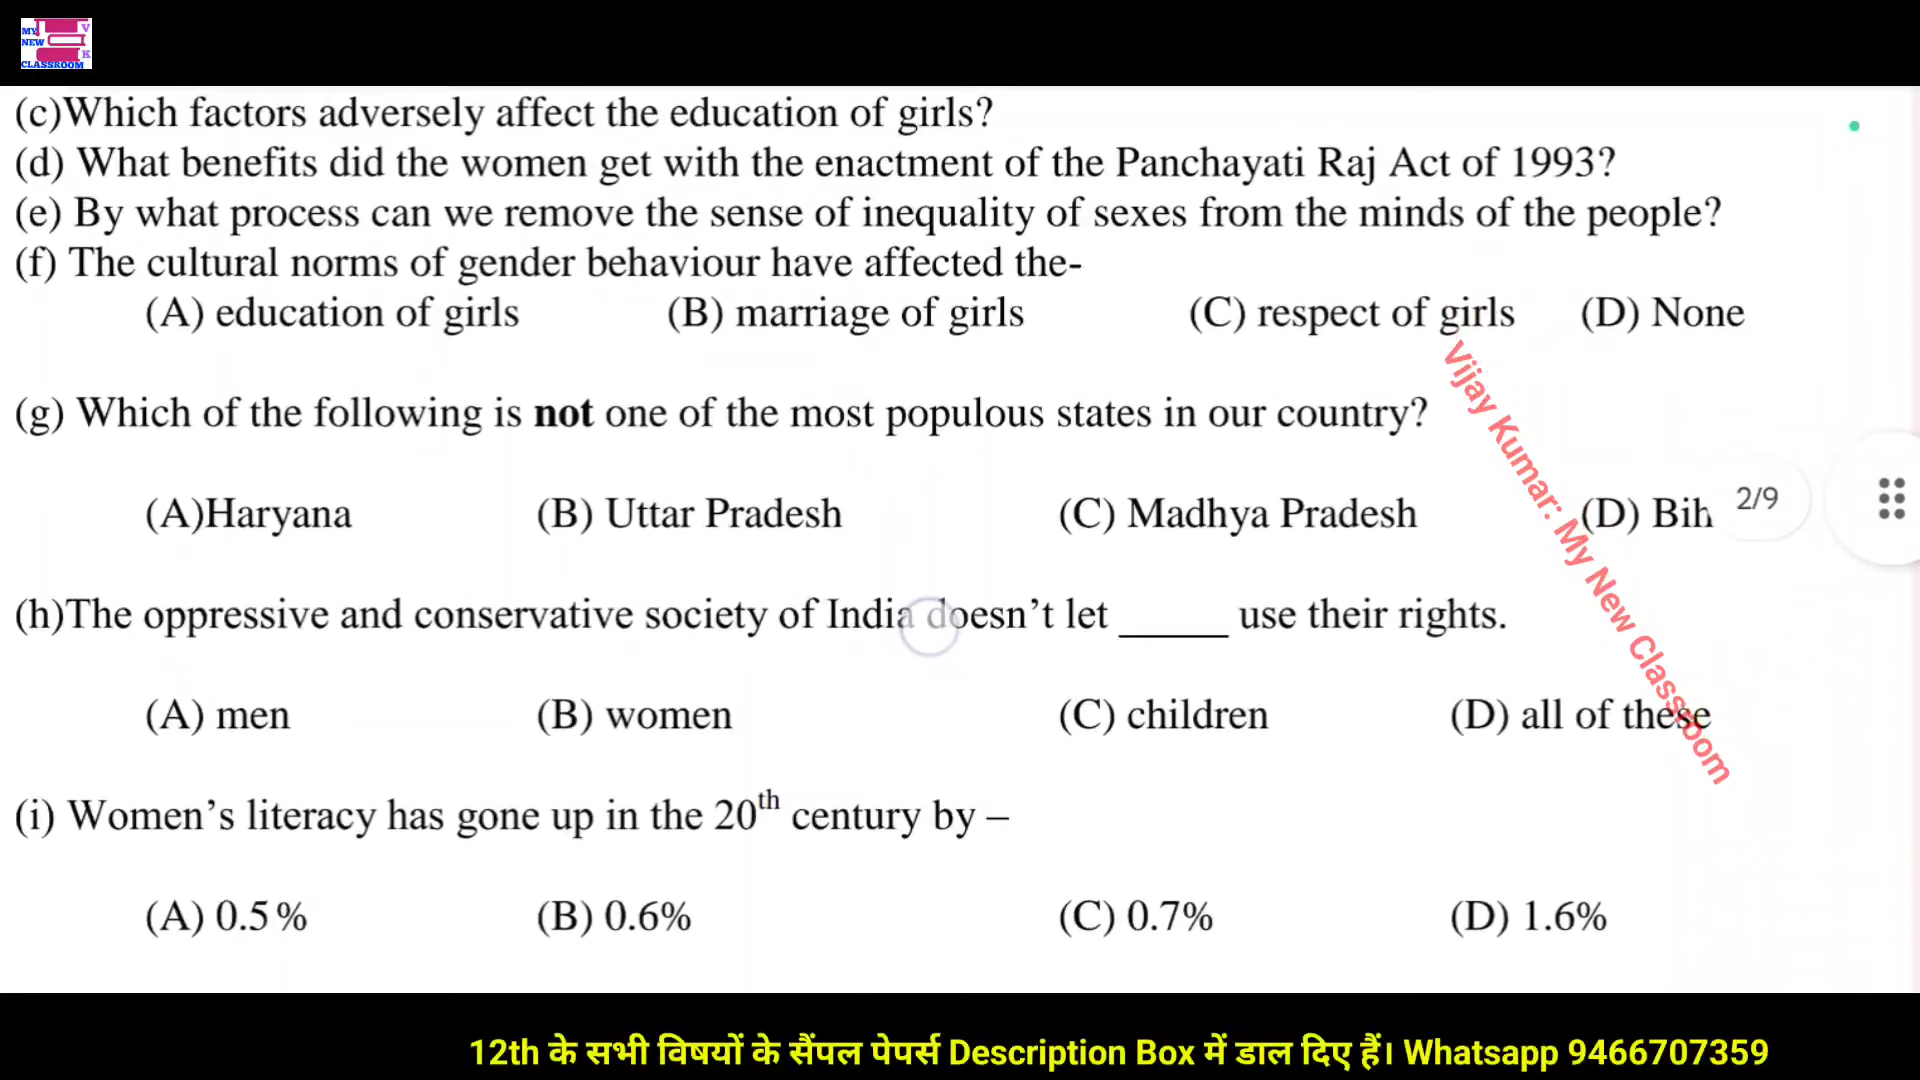 MY NEW CLASSROOM
V K
(c)Which factors adversely affect the education of girls?
(d) What benefits did the women get with the enactment of the Panchayati Raj Act of 1993?
(e) By what process can we remove the sense of inequality of sexes from the minds of the people?
(f) The cultural norms of gender behaviour have affected the-
(A) education of girls (B) marriage of girls (C) respect of girls (D) None
(g) Which of the following is not one of the most populous states in our country?
(A)Haryana (B) Uttar Pradesh (C) Madhya Pradesh (D) Bih
2/9
(h)The oppressive and conservative society of India doesn’t let _____ use their rights.
(A) men (B) women (C) children (D) all of these
(i) Women’s literacy has gone up in the 20th century by –
(A) 0.5% (B) 0.6% (C) 0.7% (D) 1.6%
Vijay Kumar: My New Classroom
12th के सभी विषयों के सैंपल पेपर्स Description Box में डाल दिए हैं। Whatsapp 9466707359